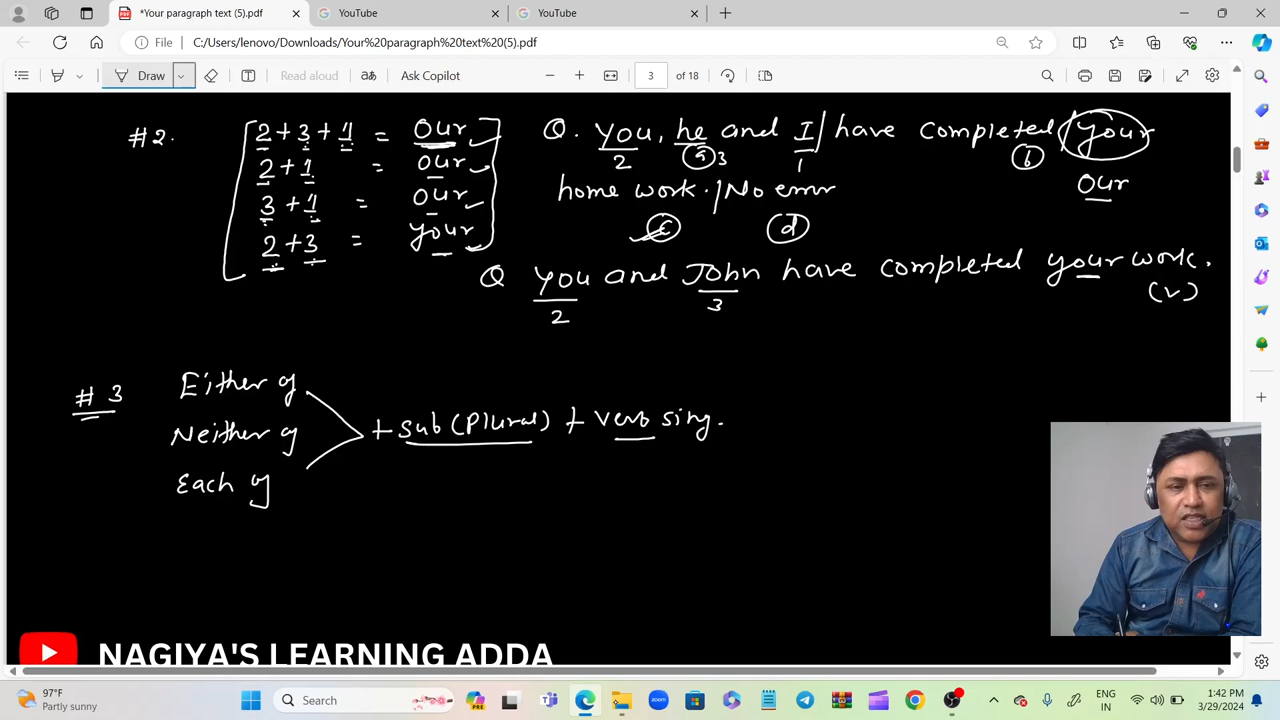 *Your paragraph text (5).pdf
YouTube
YouTube
File C:/Users/lenovo/Downloads/Your%20paragraph%20text%20(5).pdf
Draw Read aloud Ask Copilot 3 of 18
#2. 2 + 3 + 1 = Our Q. You, he and I / have completed / your
2 a 3 1 b
2 + 1 = Our Our
3 + 1 = Our home work. / No error
c d
2 + 3 = your
Q You and John have completed your work.
2 3 (✓)
#3 Either of
Neither of + sub (Plural) + verb sing.
Each of
NAGIYA'S LEARNING ADDA
97°F
Partly sunny
Search
PRE
zoom
ENG
IN
1:42 PM
3/29/2024